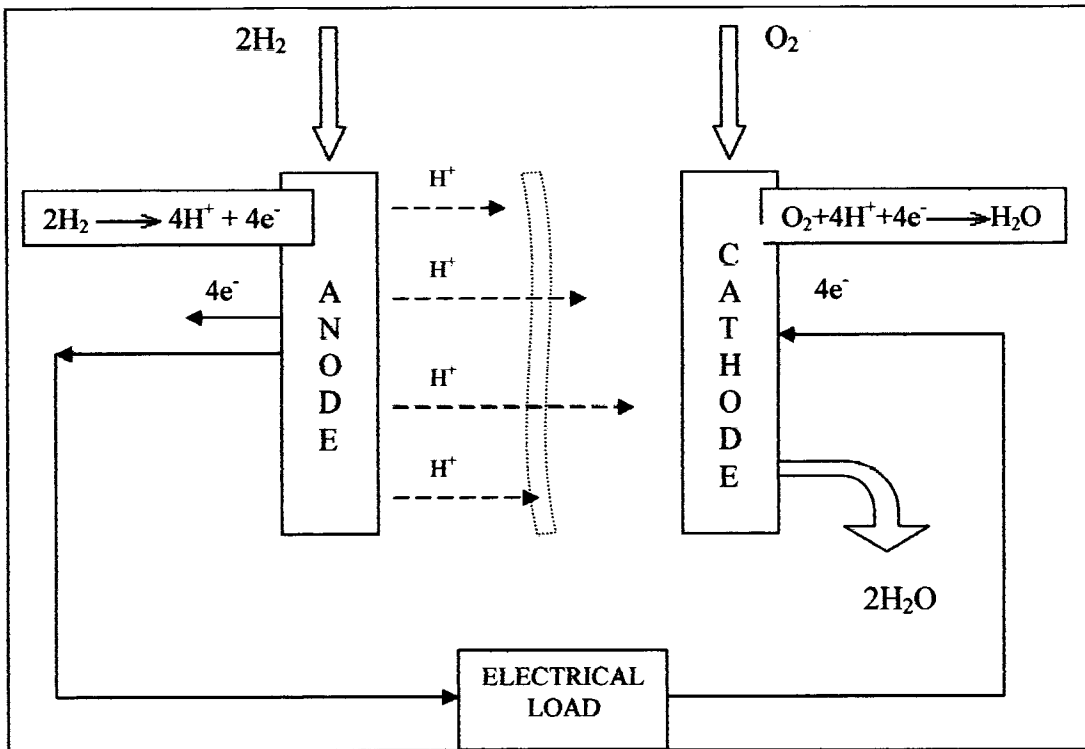 2H₂
O₂
H⁺
2H₂ → 4H⁺ + 4e⁻
O₂+4H⁺+4e⁻ → H₂O
H⁺
4e⁻
4e⁻
A
N
O
D
E
C
A
T
H
O
D
E
H⁺
H⁺
2H₂O
ELECTRICAL
LOAD